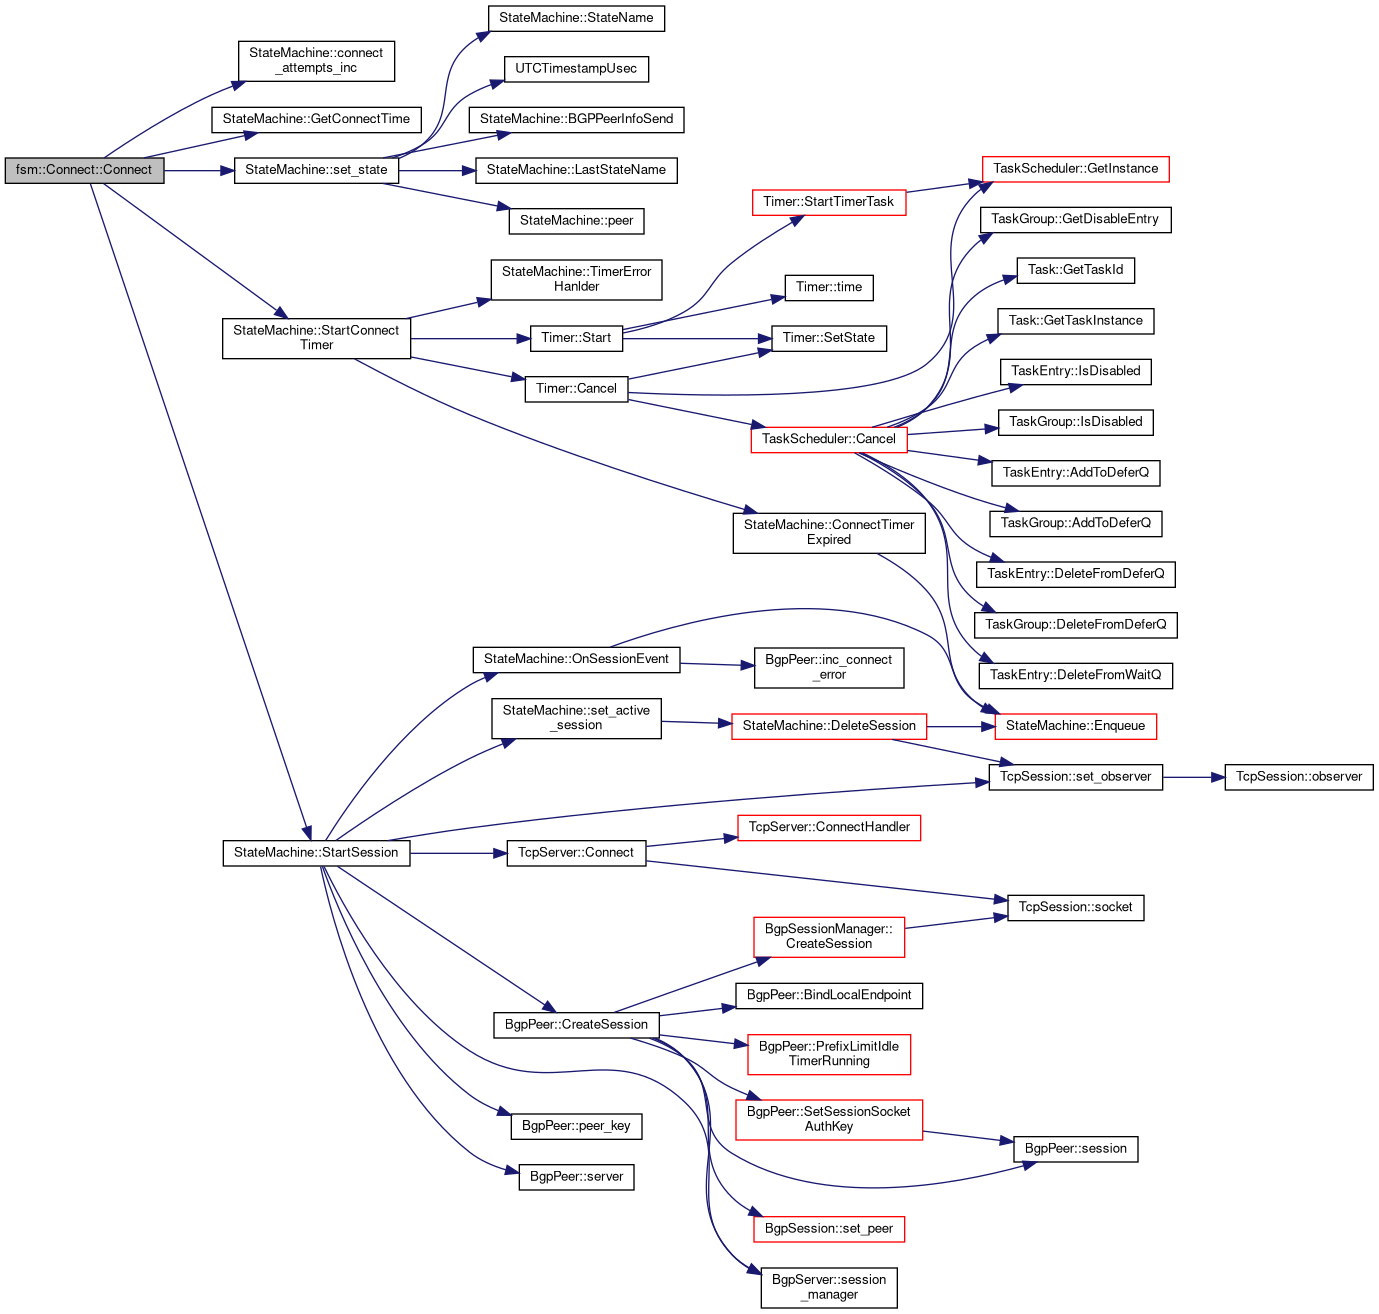 StateMachine::StateName
StateMachine::connect
_attempts_inc
UTCTimestampUsec
StateMachine::GetConnectTime
StateMachine::BGPPeerInfoSend
fsm::Connect::Connect
StateMachine::set_state
StateMachine::LastStateName
TaskScheduler::GetInstance
Timer::StartTimerTask
StateMachine::peer
TaskGroup::GetDisableEntry
StateMachine::TimerError
Hanlder
Task::GetTaskId
Timer::time
StateMachine::StartConnect
Timer
Timer::Start
Timer::SetState
Task::GetTaskInstance
Timer::Cancel
TaskEntry::IsDisabled
TaskScheduler::Cancel
TaskGroup::IsDisabled
TaskEntry::AddToDeferQ
StateMachine::ConnectTimer
Expired
TaskGroup::AddToDeferQ
TaskEntry::DeleteFromDeferQ
TaskGroup::DeleteFromDeferQ
StateMachine::OnSessionEvent
BgpPeer::inc_connect
_error
TaskEntry::DeleteFromWaitQ
StateMachine::set_active
_session
StateMachine::DeleteSession
StateMachine::Enqueue
TcpSession::set_observer
TcpSession::observer
TcpServer::ConnectHandler
StateMachine::StartSession
TcpServer::Connect
TcpSession::socket
BgpSessionManager::
CreateSession
BgpPeer::BindLocalEndpoint
BgpPeer::CreateSession
BgpPeer::PrefixLimitIdle
TimerRunning
BgpPeer::SetSessionSocket
AuthKey
BgpPeer::peer_key
BgpPeer::session
BgpPeer::server
BgpSession::set_peer
BgpServer::session
_manager